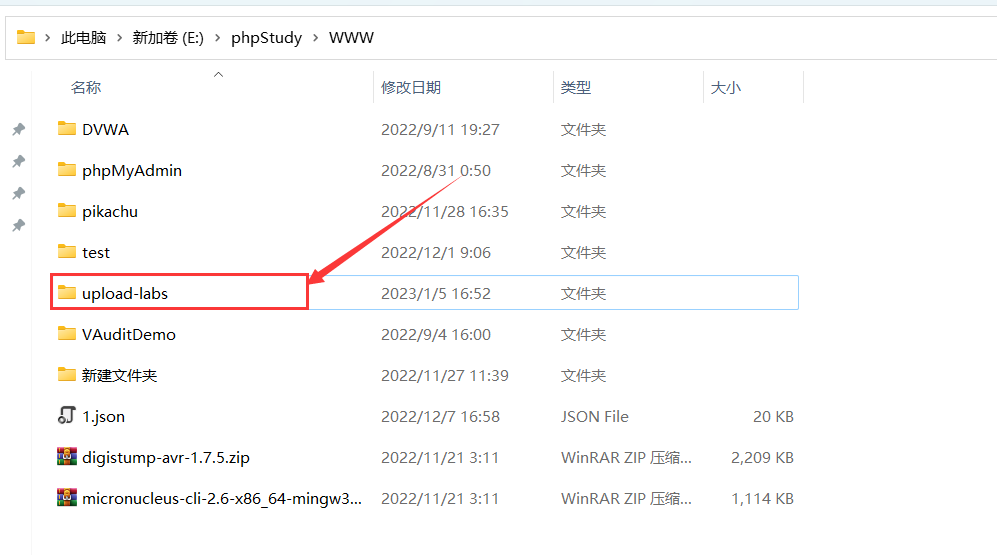 此电脑 新加卷 (E:) phpStudy WWW
名称 修改日期 类型 大小
DVWA 2022/9/11 19:27 文件夹
phpMyAdmin 2022/8/31 0:50 文件夹
pikachu 2022/11/28 16:35 文件夹
test 2022/12/1 9:06 文件夹
upload-labs 2023/1/5 16:52 文件夹
VAuditDemo 2022/9/4 16:00 文件夹
新建文件夹 2022/11/27 11:39 文件夹
1.json 2022/12/7 16:58 JSON File 20 KB
digistump-avr-1.7.5.zip 2022/11/21 3:11 WinRAR ZIP 压缩... 2,209 KB
micronucleus-cli-2.6-x86_64-mingw3... 2022/11/21 3:11 WinRAR ZIP 压缩... 1,114 KB